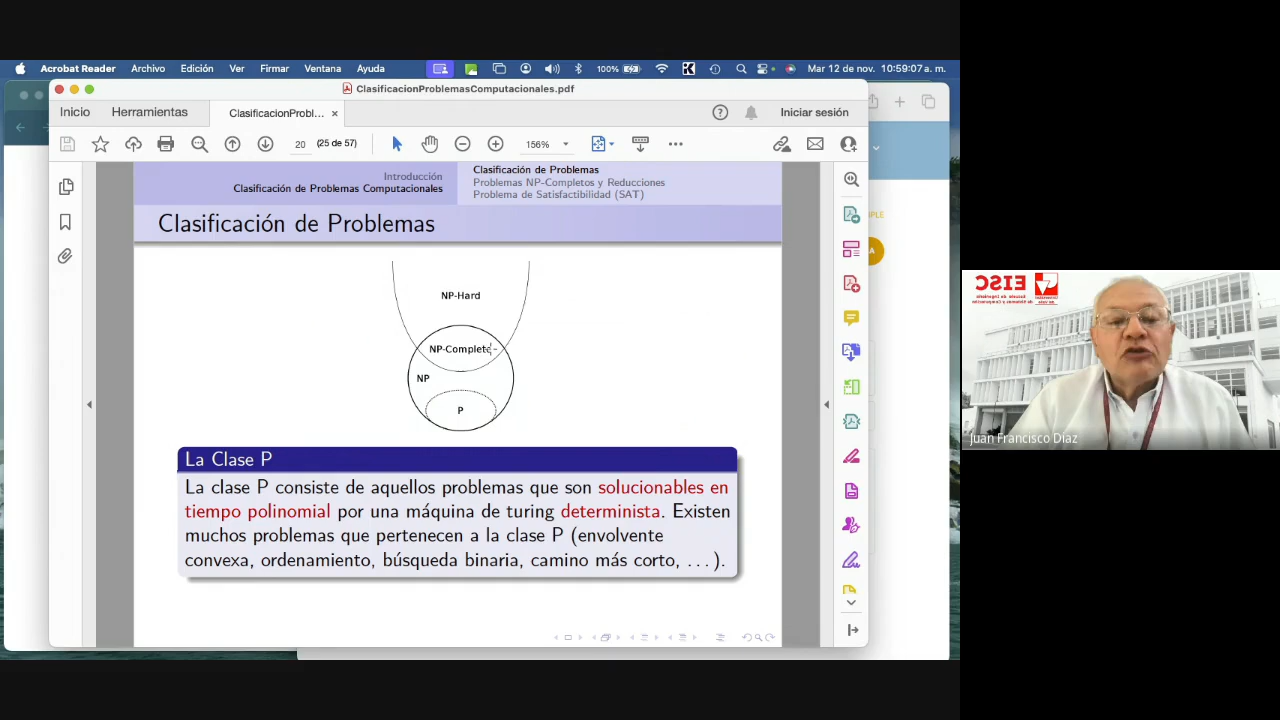 Acrobat Reader Archivo Edición Ver Firmar Ventana Ayuda 100% Mar 12 de nov. 10:59:07 a. m.
ClasificacionProblemasComputacionales.pdf
Inicio Herramientas ClasificacionProbl... × Iniciar sesión
20 (25 de 57) 156%
Introducción
Clasificación de Problemas Computacionales
Clasificación de Problemas
Problemas NP-Completos y Reducciones
Problema de Satisfactibilidad (SAT)
Clasificación de Problemas
NP-Hard
NP-Complete
NP
P
La Clase P
La clase P consiste de aquellos problemas que son solucionables en
tiempo polinomial por una máquina de turing determinista. Existen
muchos problemas que pertenecen a la clase P (envolvente
convexa, ordenamiento, búsqueda binaria, camino más corto, ...).
PLE
A
EISC
Juan Francisco Díaz